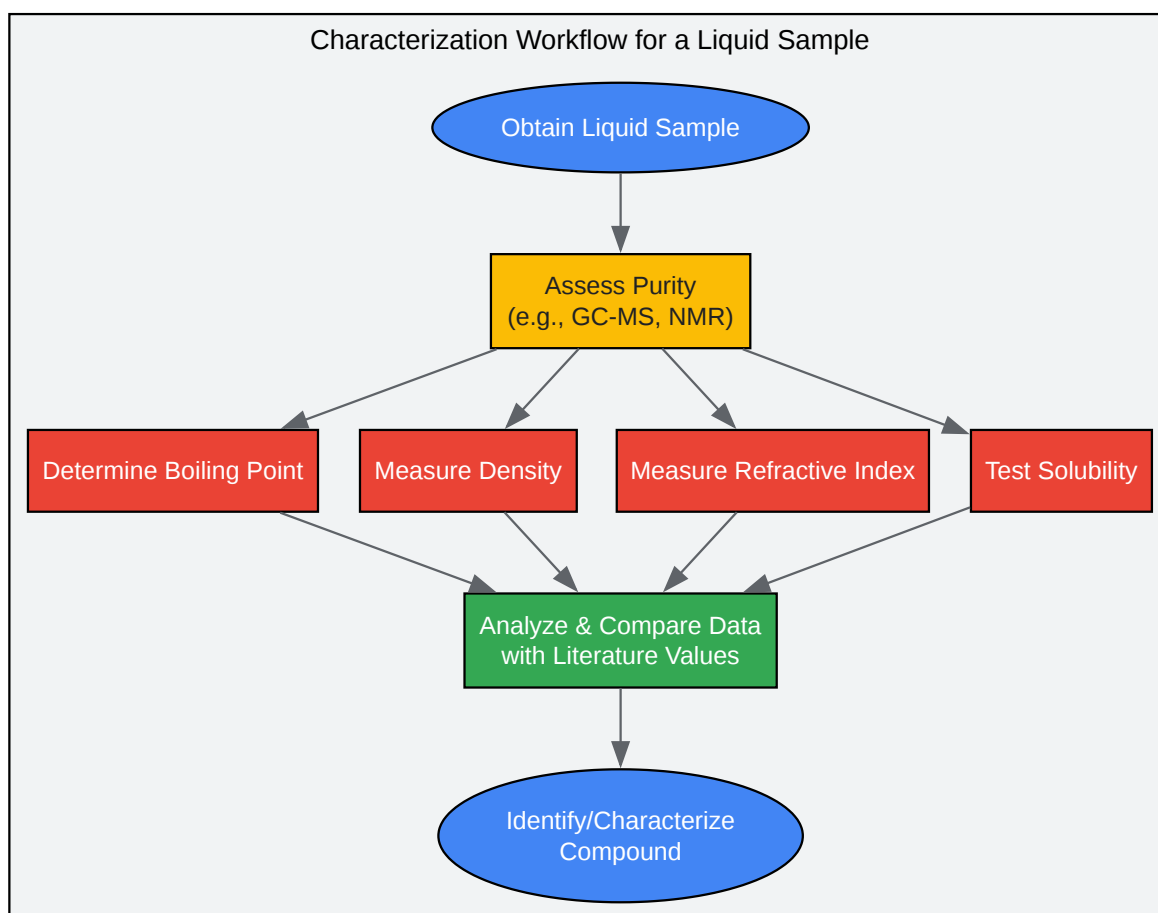 Characterization Workflow for a Liquid Sample
Obtain Liquid Sample
Assess Purity
(e.g., GC-MS, NMR)
Determine Boiling Point
Measure Density
Measure Refractive Index
Test Solubility
Analyze & Compare Data
with Literature Values
Identify/Characterize
Compound